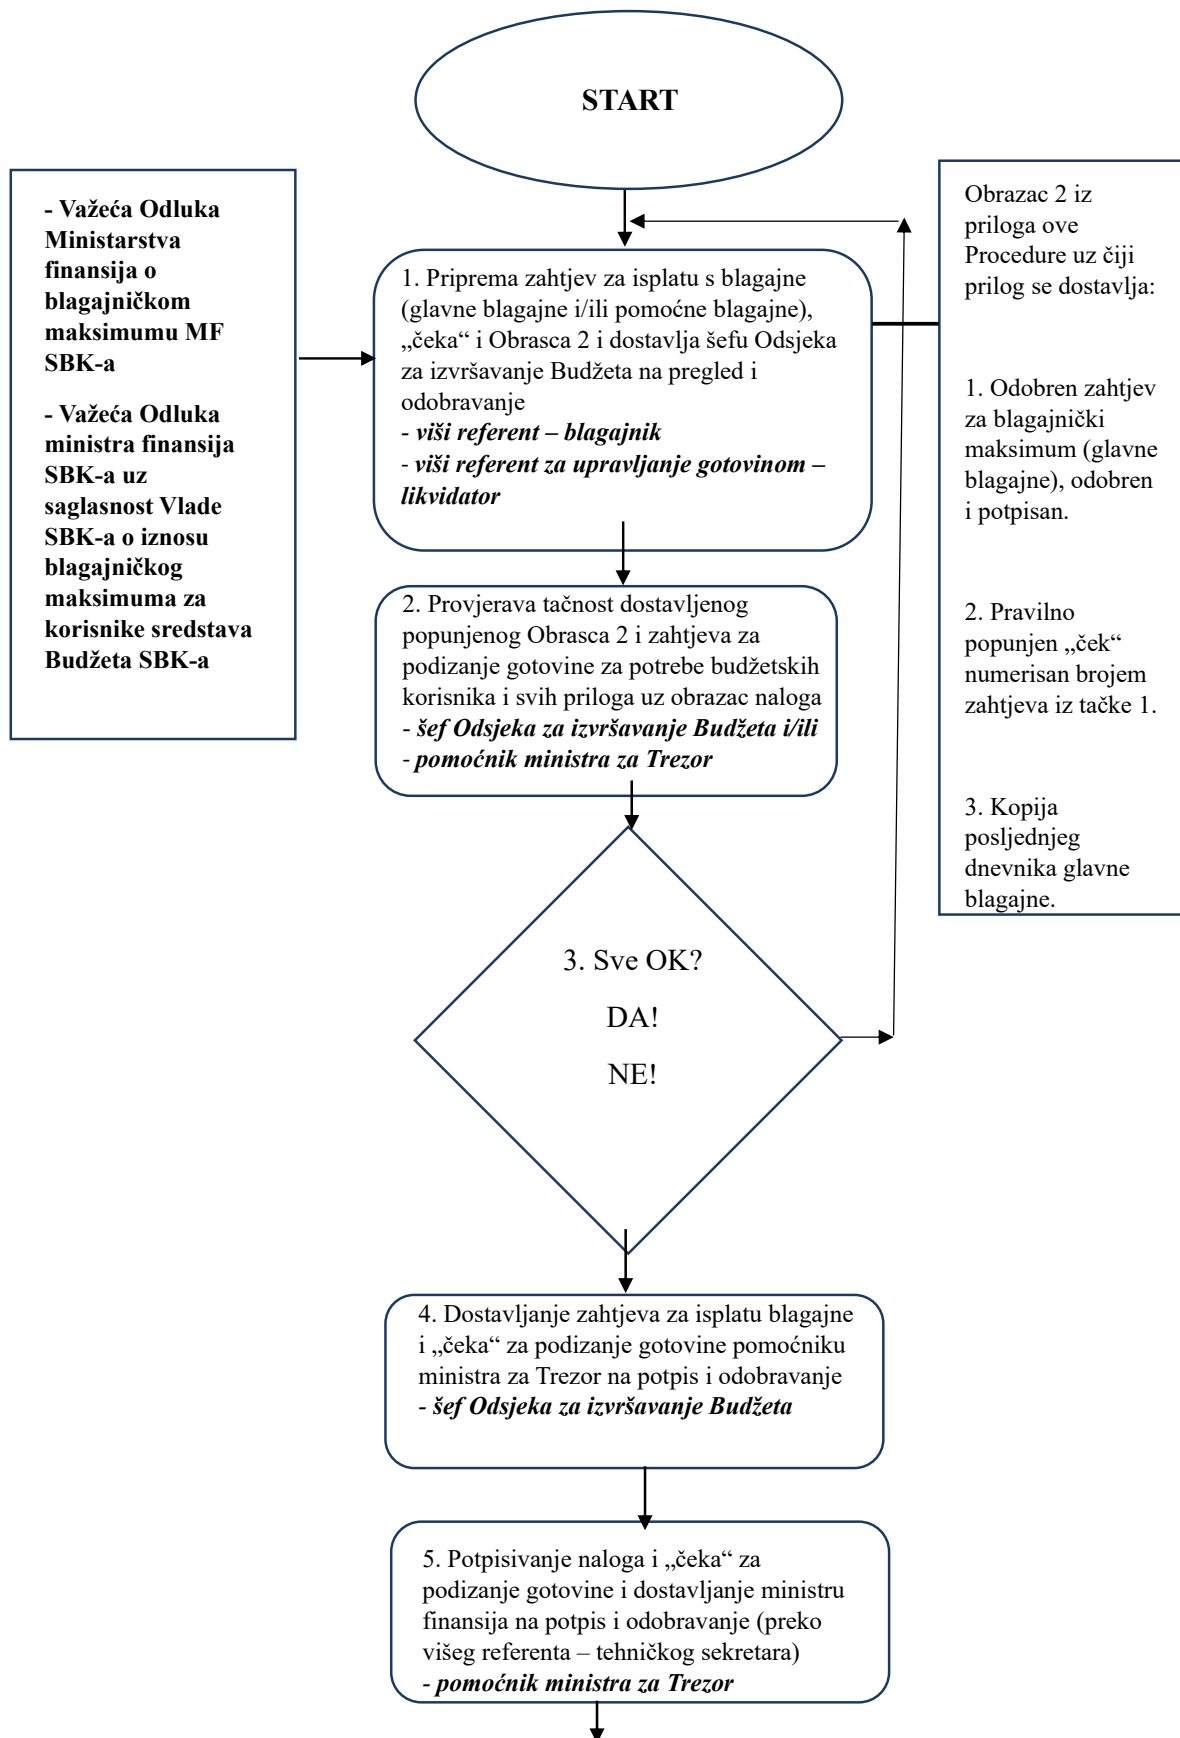 START
- Važeća Odluka
Ministarstva
finansija o
blagajničkom
maksimumu MF
SBK-a
- Važeća Odluka
ministra finansija
SBK-a uz
saglasnost Vlade
SBK-a o iznosu
blagajničkog
maksimuma za
korisnike sredstava
Budžeta SBK-a
1. Priprema zahtjev za isplatu s blagajne
(glavne blagajne i/ili pomoćne blagajne),
„čeka“ i Obrasca 2 i dostavlja šefu Odsjeka
za izvršavanje Budžeta na pregled i
odobravanje
- viši referent – blagajnik
- viši referent za upravljanje gotovinom –
likvidator
Obrazac 2 iz
priloga ove
Procedure uz čiji
prilog se dostavlja:
1. Odobren zahtjev
za blagajnički
maksimum (glavne
blagajne), odobren
i potpisan.
2. Pravilno
popunjen „ček“
numerisan brojem
zahtjeva iz tačke 1.
3. Kopija
posljednjeg
dnevnika glavne
blagajne.
2. Provjerava tačnost dostavljenog
popunjenog Obrasca 2 i zahtjeva za
podizanje gotovine za potrebe budžetskih
korisnika i svih priloga uz obrazac naloga
- šef Odsjeka za izvršavanje Budžeta i/ili
- pomoćnik ministra za Trezor
3. Sve OK?
DA!
NE!
4. Dostavljanje zahtjeva za isplatu blagajne
i „čeka“ za podizanje gotovine pomoćniku
ministra za Trezor na potpis i odobravanje
- šef Odsjeka za izvršavanje Budžeta
5. Potpisivanje naloga i „čeka“ za
podizanje gotovine i dostavljanje ministru
finansija na potpis i odobravanje (preko
višeg referenta – tehničkog sekretara)
- pomoćnik ministra za Trezor